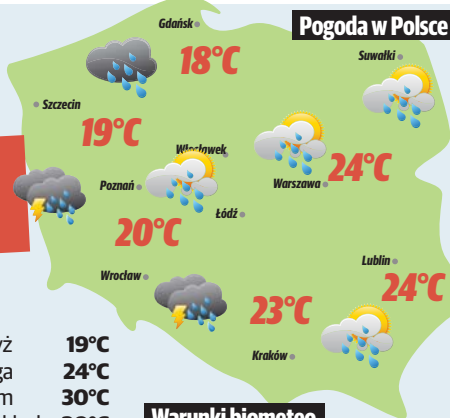 Pogoda w Polsce
Gdańsk
18°C
Suwałki
Szczecin
19°C
Włocławek
24°C
Poznań
Warszawa
20°C
Łódź
Wrocław
Lublin
24°C
23°C
Kraków
19°C
24°C
30°C
Warunki biometeo